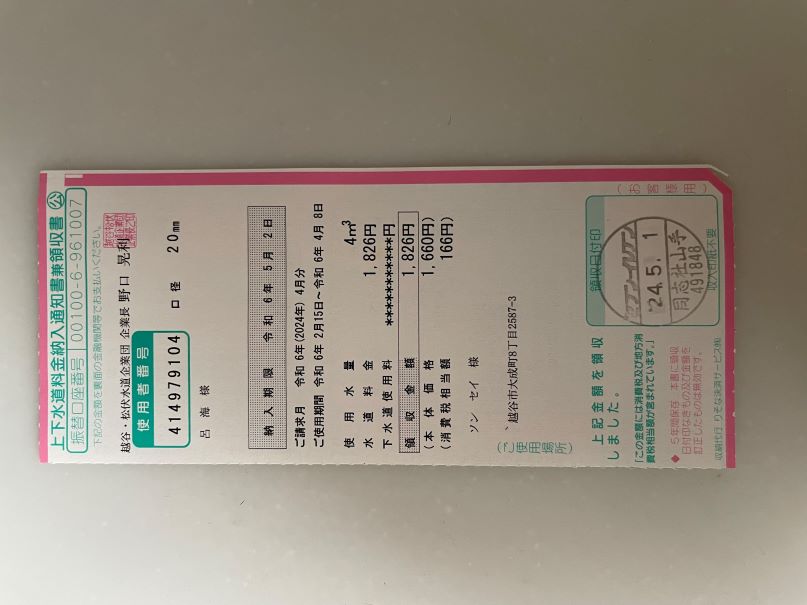 上下水道料金納入通知書兼領収書 公
振替口座番号 00100-6-961007
下記の金額を裏面の金融機関等でお支払いください。
越谷・松伏水道企業団 企業長 野口 晃利
使用者番号
414979104 口径 20mm
呂 海 様
納入期限 令和 6年 5月 2日
ご請求月 令和 6年(2024年) 4月分
ご使用期間 令和 6年 2月15日～令和 6年 4月 8日
使用水量 4m³
水道料金 1,826円
下水道使用料 ***********円
領収金額 1,826円
(本体価格 1,660円)
(消費税相当額 166円)
ソン セイ 様
(ご使用場所)
越谷市大成町8丁目2587-3
上記金額を領収
しました。
「この金額には消費税及び地方消
費税相当額が含まれています。」
◆ 5年間保存 本書に領収
日付印なきもの及び金額を
訂正したものは無効です。
収納代行 りそな決済サービス㈱
領収日付印
セブン-イレブン
'24.5. 1
同志社山手
491848
収入印紙不要
(お客様用)